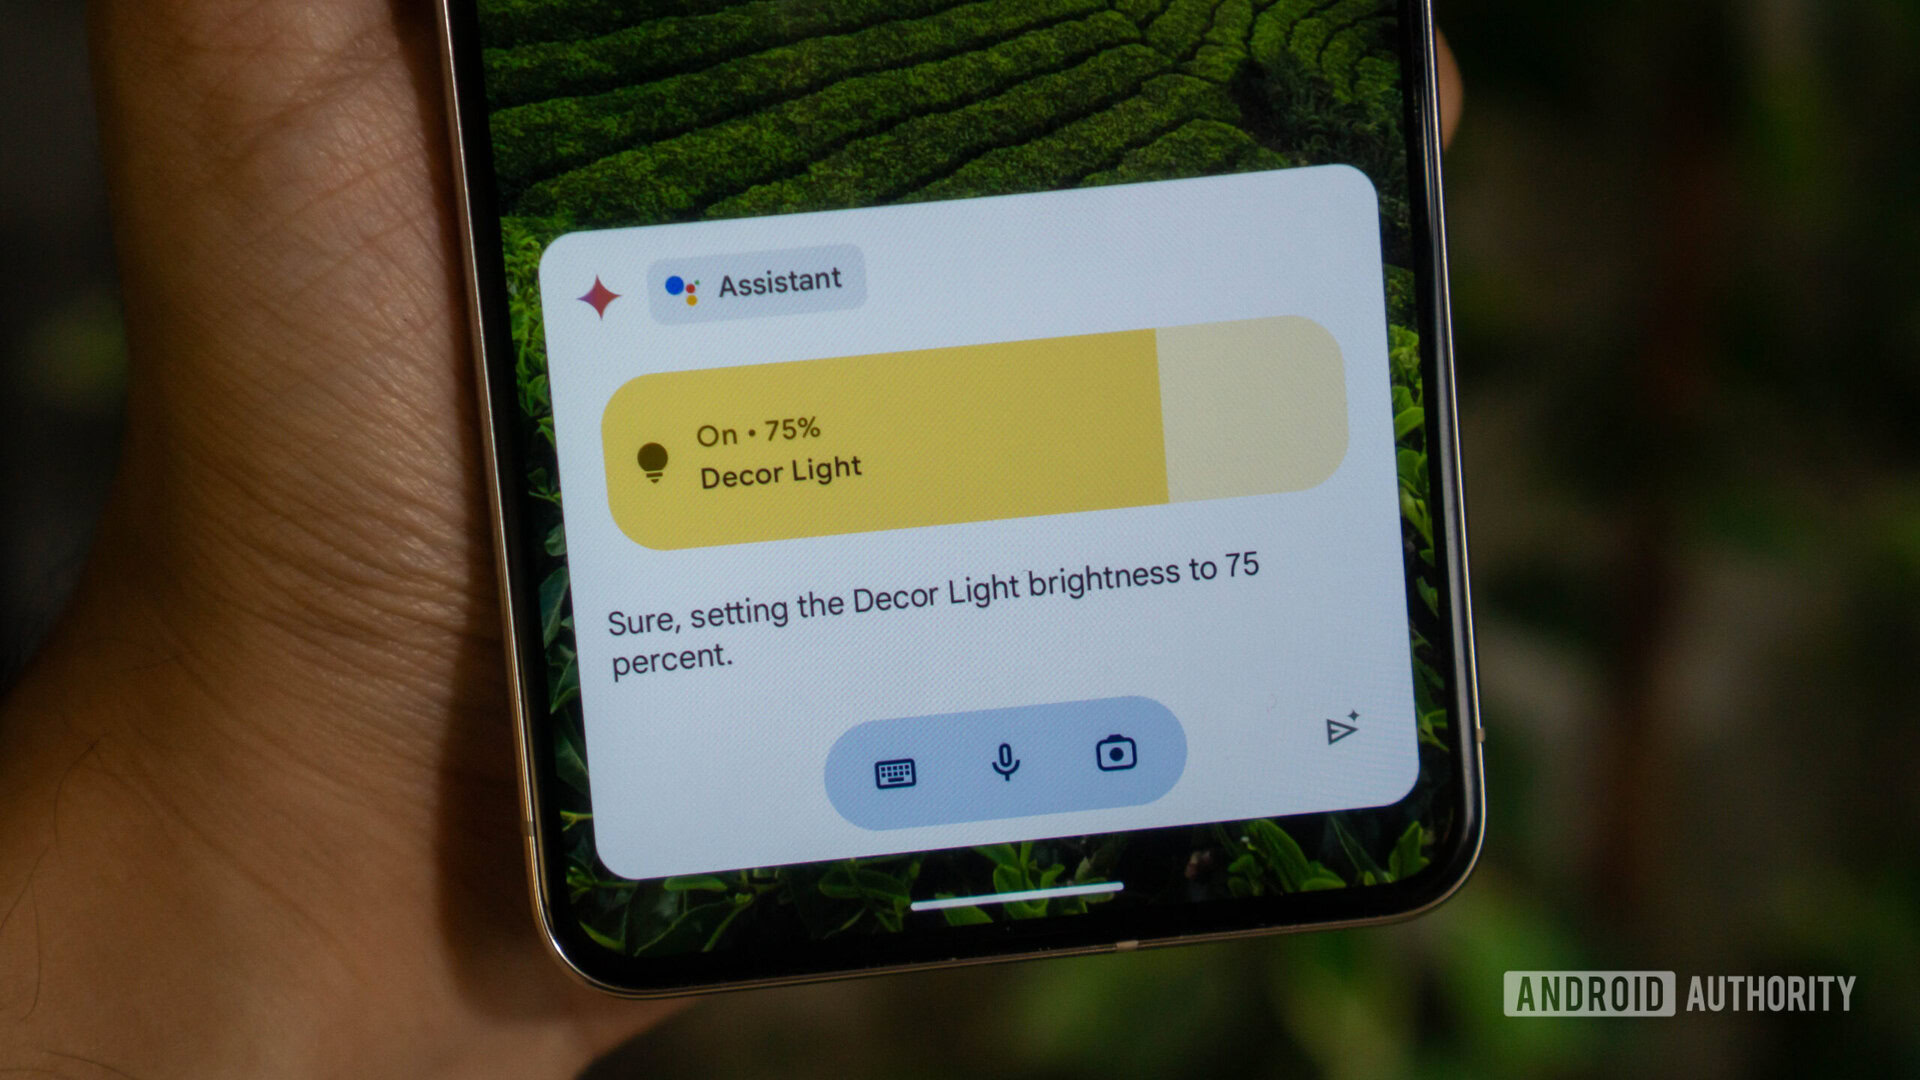 Assistant
On • 75%
Decor Light
Sure, setting the Decor Light brightness to 75
percent.
ANDROID AUTHORITY